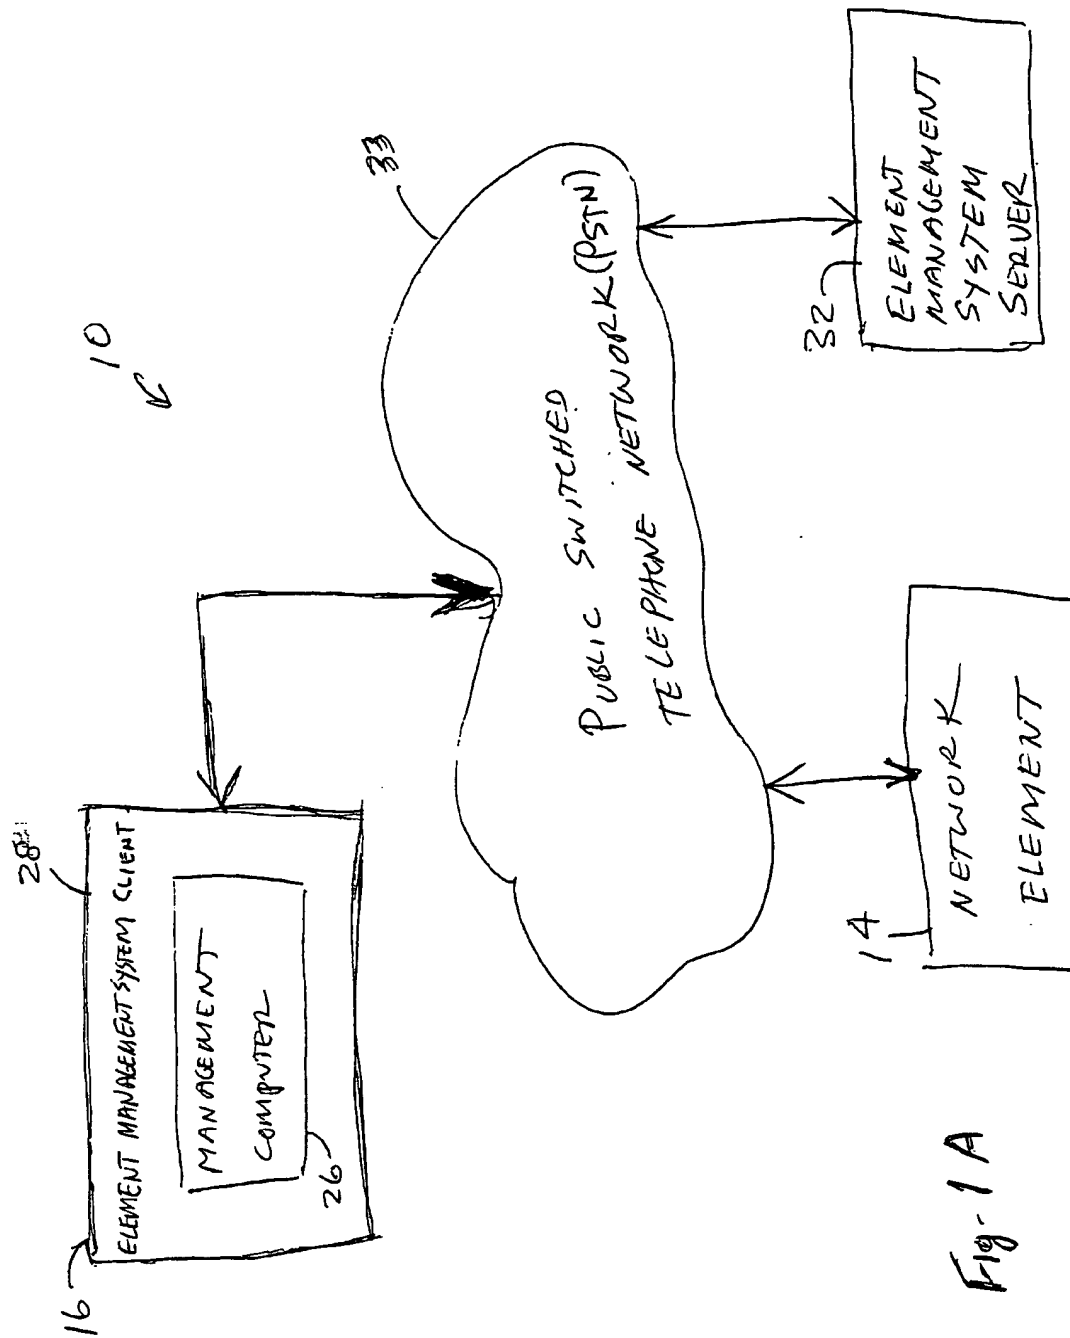 10
16
28
ELEMENT MANAGEMENT SYSTEM CLIENT
MANAGEMENT
COMPUTER
26
33
PUBLIC SWITCHED
TELEPHONE NETWORK (PSTN)
14
NETWORK
ELEMENT
32
ELEMENT
MANAGEMENT
SYSTEM
SERVER
Fig. 1A